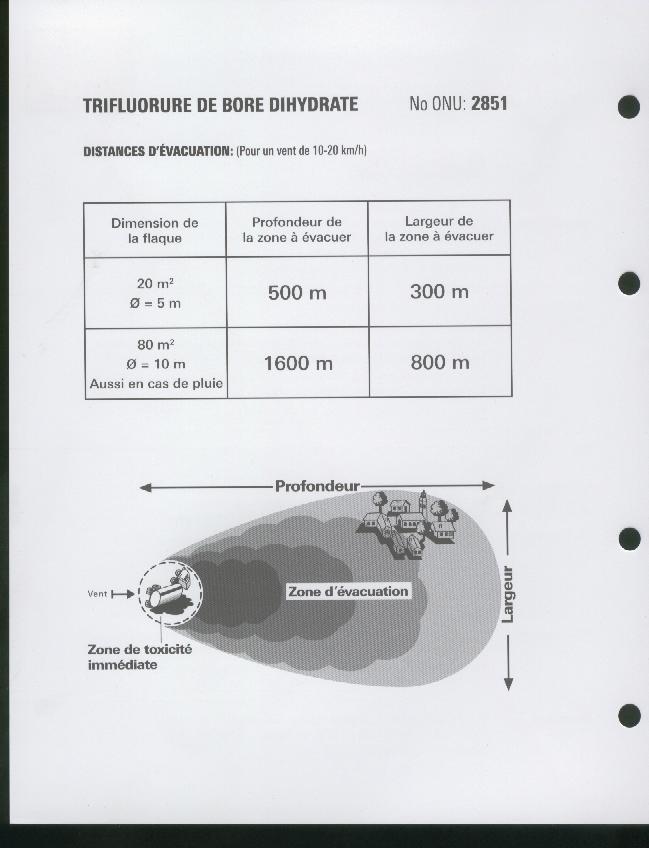 TRIFLUORURE DE BORE DIHYDRATE No ONU: 2851
DISTANCES D'ÉVACUATION: (Pour un vent de 10-20 km/h)
Dimension de
la flaque
Profondeur de
la zone à évacuer
Largeur de
la zone à évacuer
20 m²
Ø = 5 m
500 m
300 m
80 m²
Ø = 10 m
Aussi en cas de pluie
1600 m
800 m
Profondeur
Zone d'évacuation
Vent
Largeur
Zone de toxicité
immédiate